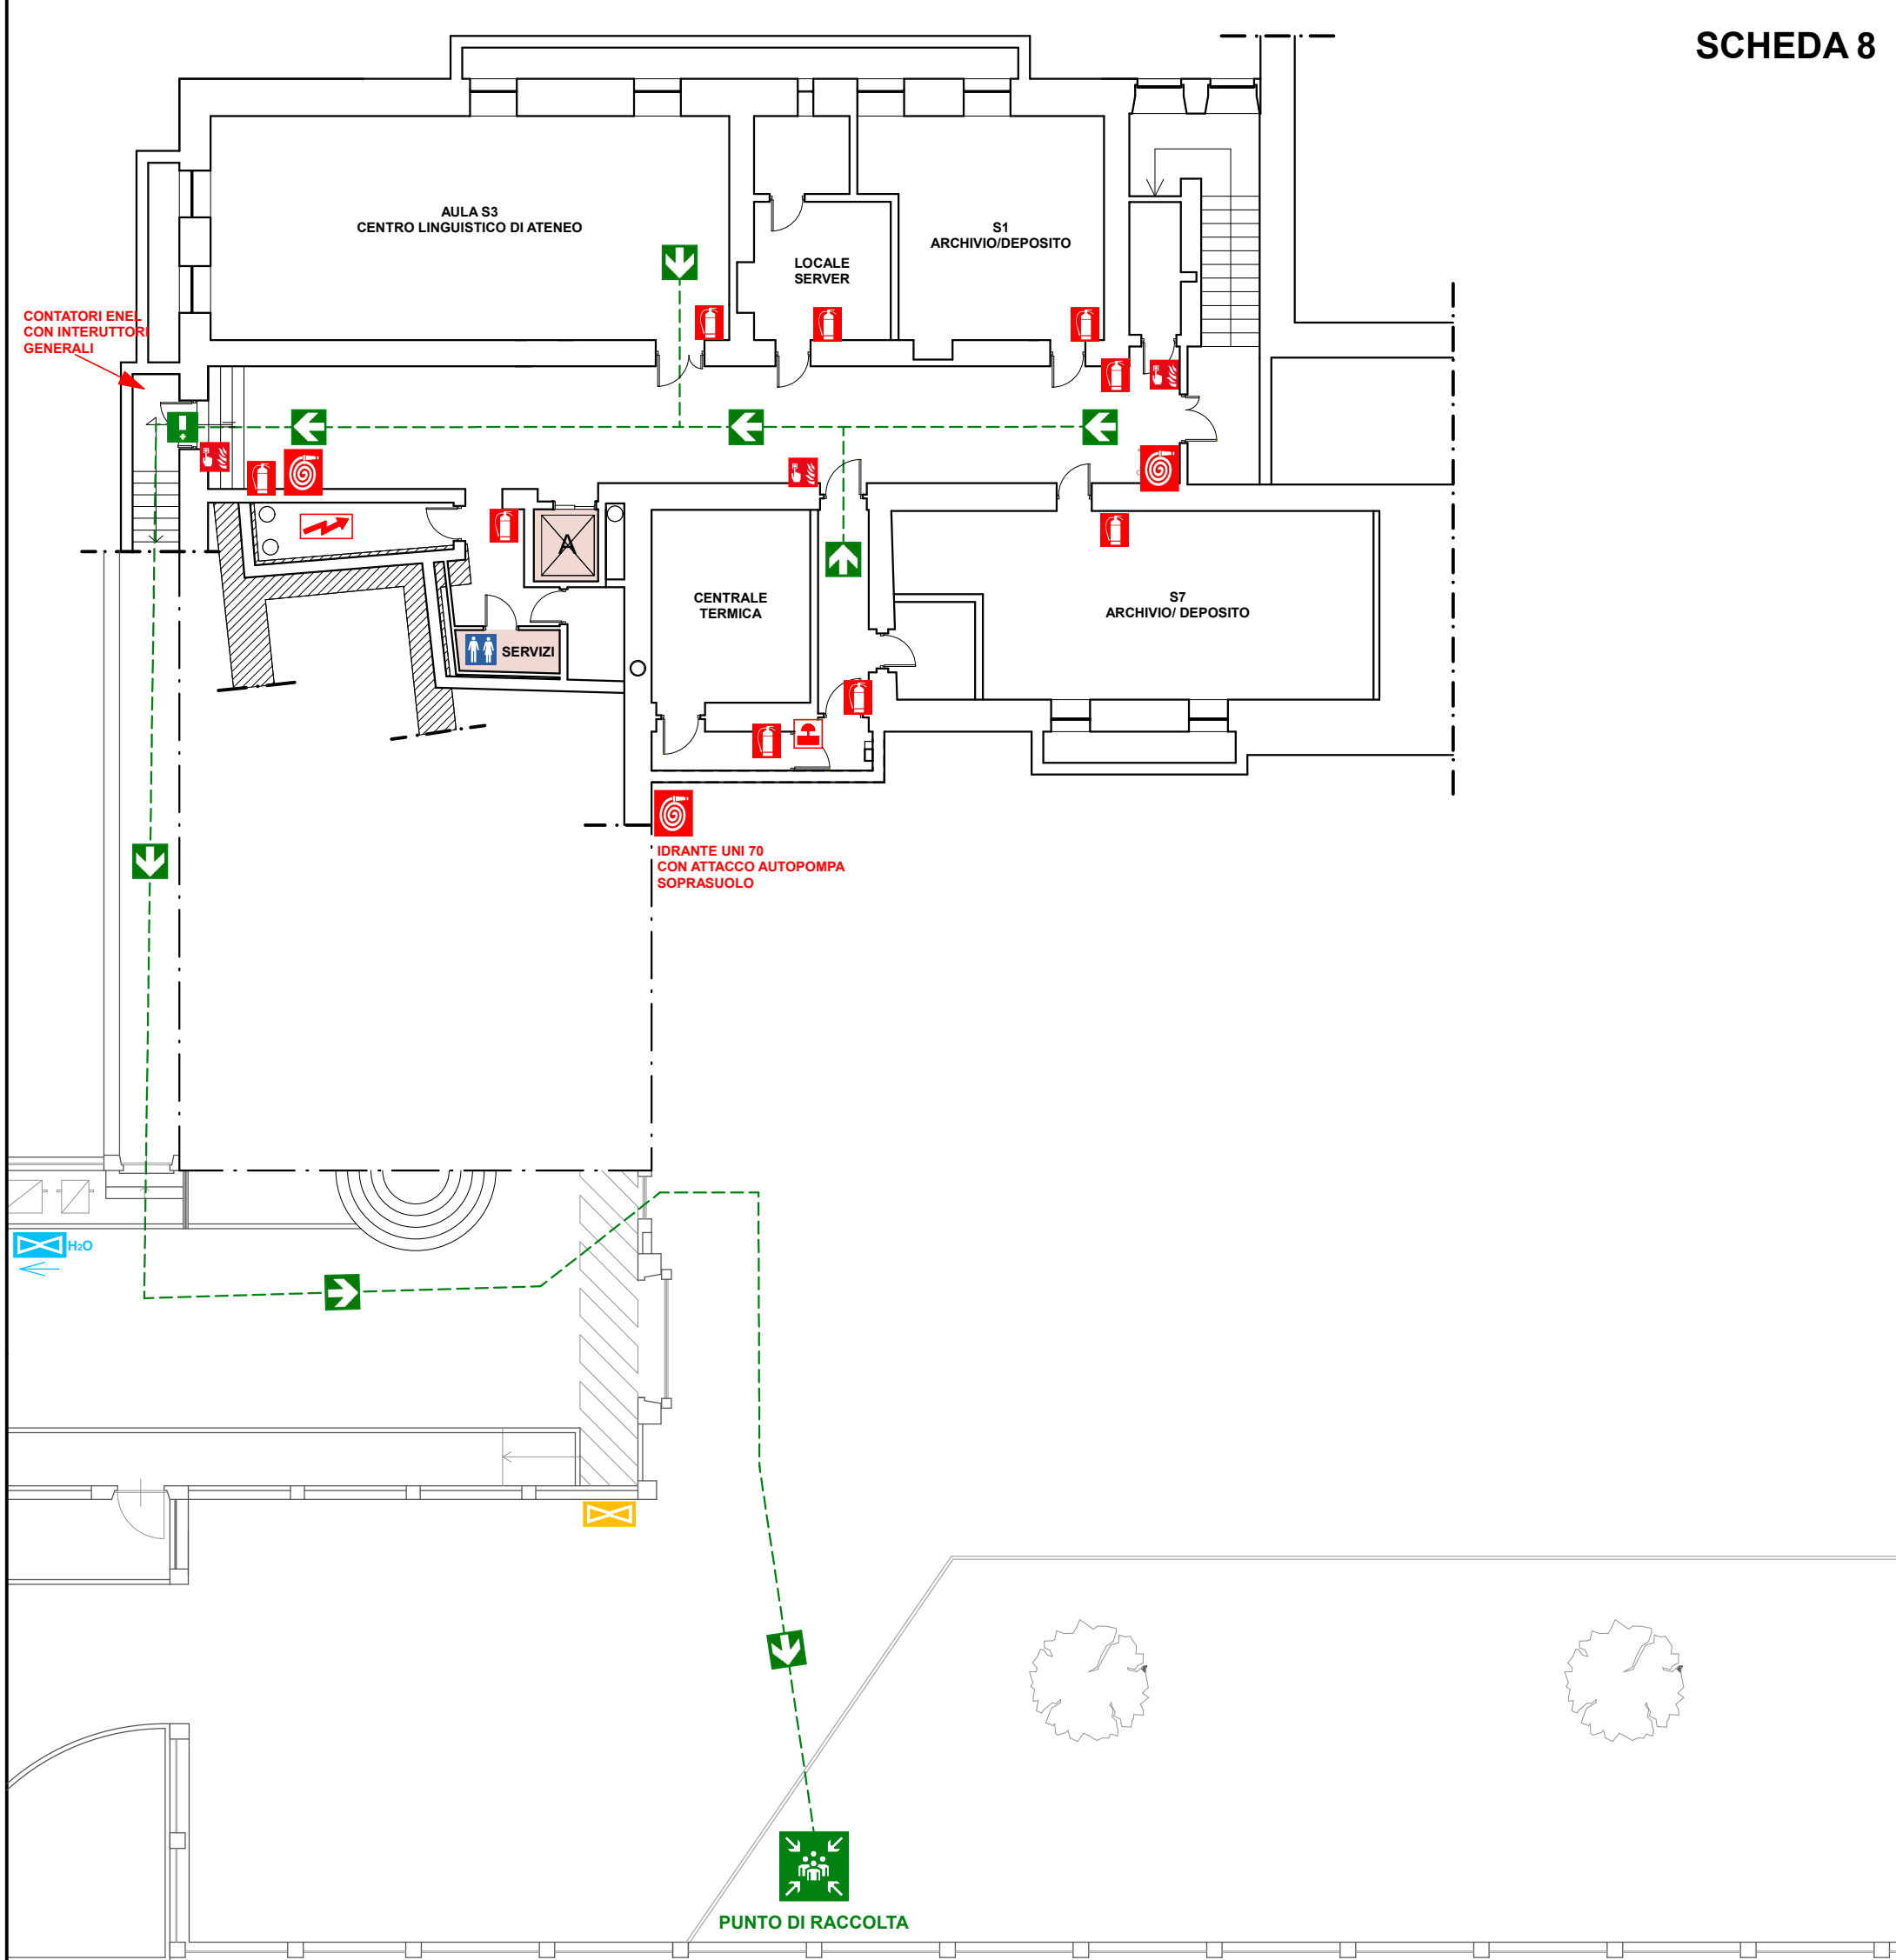 SCHEDA 8
AULA S3
CENTRO LINGUISTICO DI ATENEO
S1
ARCHIVIO/DEPOSITO
LOCALE
SERVER
CONTATORI ENEL
CON INTERUTTORI
GENERALI
A
CENTRALE
TERMICA
S7
ARCHIVIO/ DEPOSITO
SERVIZI
IDRANTE UNI 70
CON ATTACCO AUTOPOMPA
SOPRASUOLO
H2O
PUNTO DI RACCOLTA